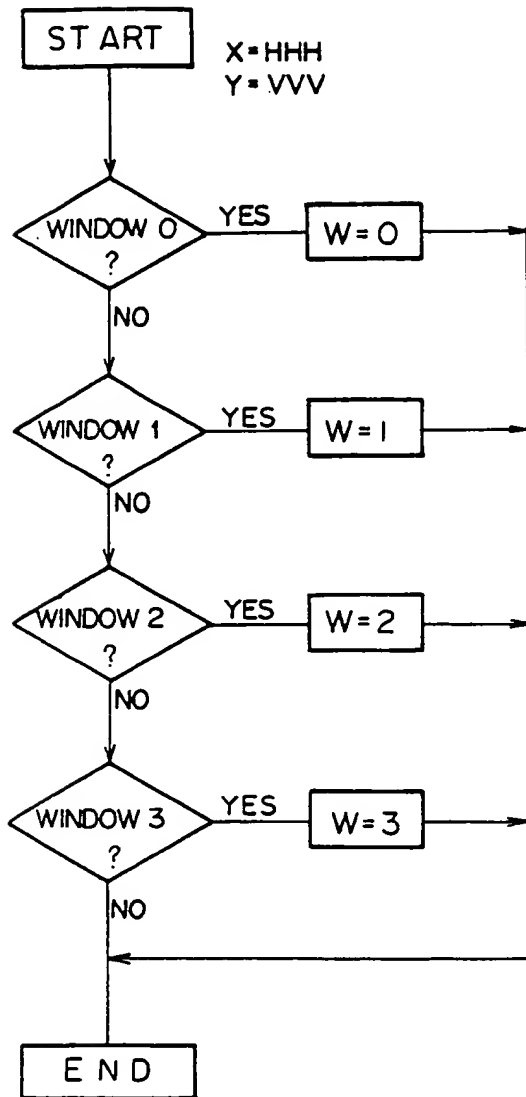 START
X=HHH
Y=VVV
WINDOW 0
?
YES
W=0
NO
WINDOW 1
?
YES
W=1
NO
WINDOW 2
?
YES
W=2
NO
WINDOW 3
?
YES
W=3
NO
END